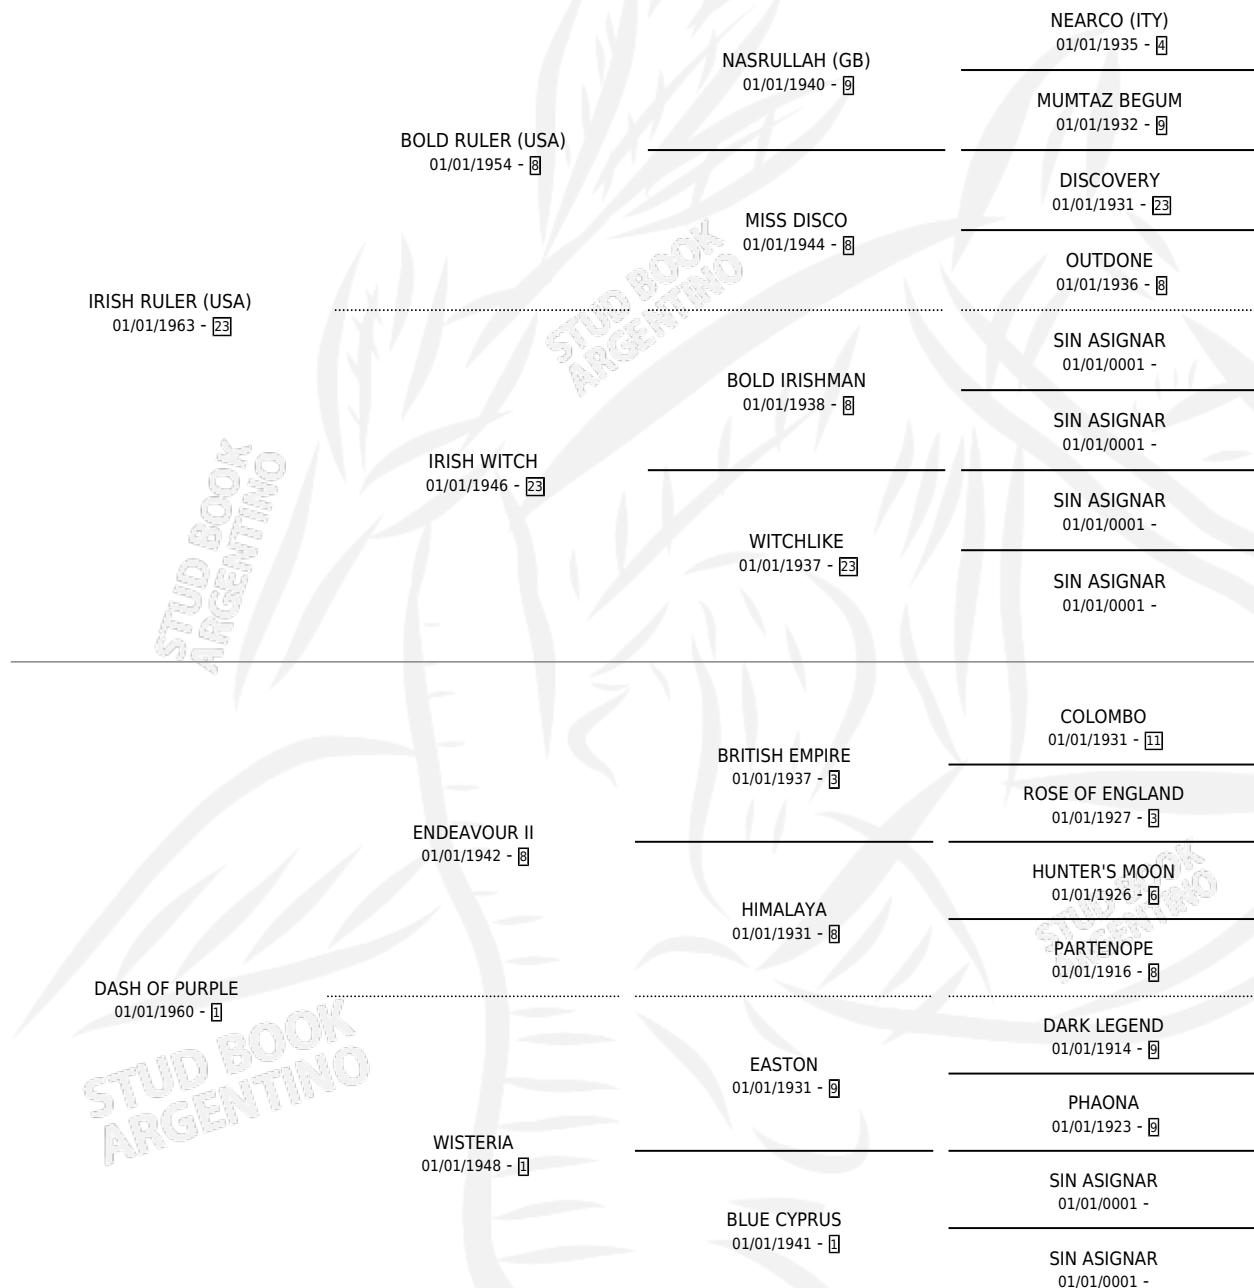 NEARCO (ITY)
01/01/1935 - 4
NASRULLAH (GB)
01/01/1940 - 9
MUMTAZ BEGUM
01/01/1932 - 9
BOLD RULER (USA)
01/01/1954 - 8
DISCOVERY
01/01/1931 - 23
MISS DISCO
01/01/1944 - 8
OUTDONE
01/01/1936 - 8
IRISH RULER (USA)
01/01/1963 - 23
SIN ASIGNAR
01/01/0001 -
BOLD IRISHMAN
01/01/1938 - 8
SIN ASIGNAR
01/01/0001 -
IRISH WITCH
01/01/1946 - 23
SIN ASIGNAR
01/01/0001 -
WITCHLIKE
01/01/1937 - 23
SIN ASIGNAR
01/01/0001 -
COLOMBO
01/01/1931 - 11
BRITISH EMPIRE
01/01/1937 - 3
ROSE OF ENGLAND
01/01/1927 - 3
ENDEAVOUR II
01/01/1942 - 8
HUNTER'S MOON
01/01/1926 - 6
HIMALAYA
01/01/1931 - 8
PARTENOPE
01/01/1916 - 8
DASH OF PURPLE
01/01/1960 - 1
DARK LEGEND
01/01/1914 - 9
EASTON
01/01/1931 - 9
PHAONA
01/01/1923 - 9
WISTERIA
01/01/1948 - 1
SIN ASIGNAR
01/01/0001 -
BLUE CYPRUS
01/01/1941 - 1
SIN ASIGNAR
01/01/0001 -
STUD BOOK
ARGENTINO
STUD BOOK
ARGENTINO
STUD BOOK
ARGENTINO
STUD BOOK
ARGENTINO